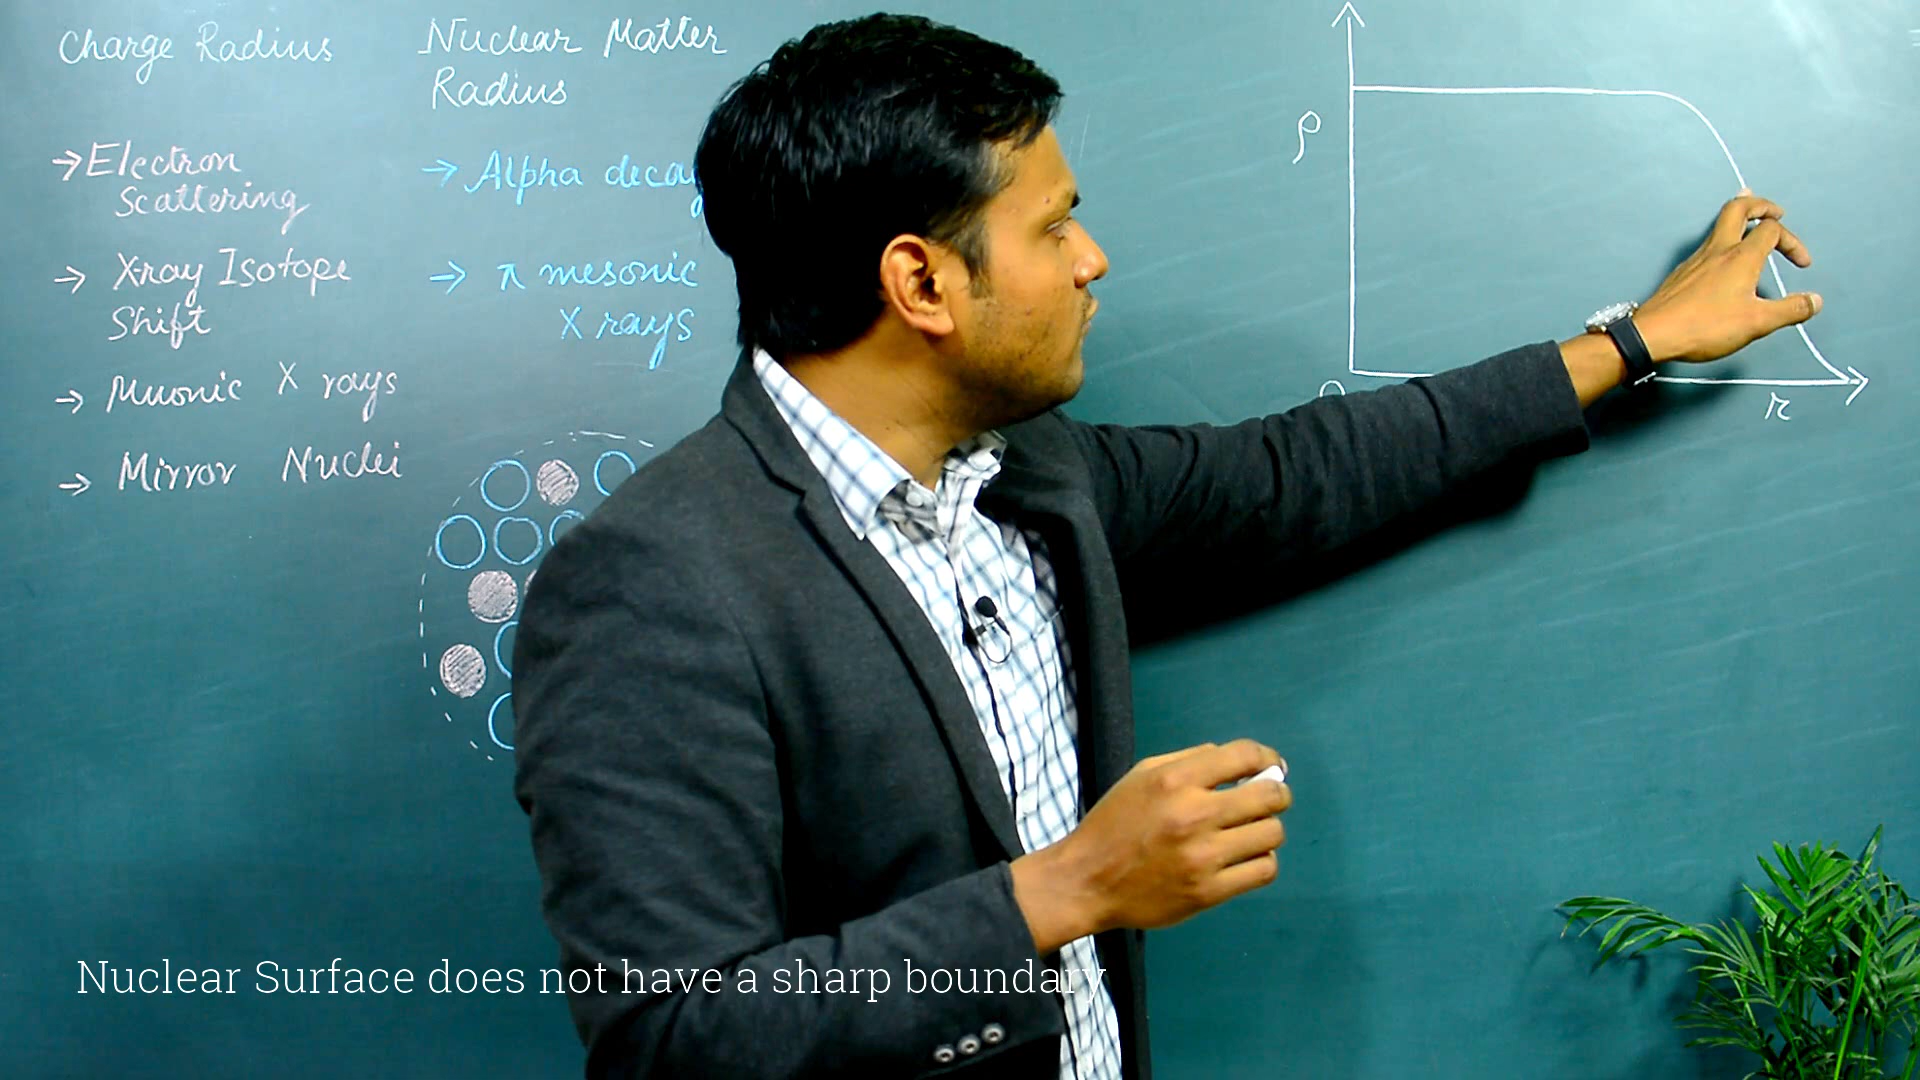 Charge Radius
→Electron
Scattering
→ X-ray Isotope
Shift
→ Muonic X rays
→ Mirror Nuclei
Nuclear Matter
Radius
→ Alpha decay
→ π mesonic
X rays
ρ
O
r
Nuclear Surface does not have a sharp boundary